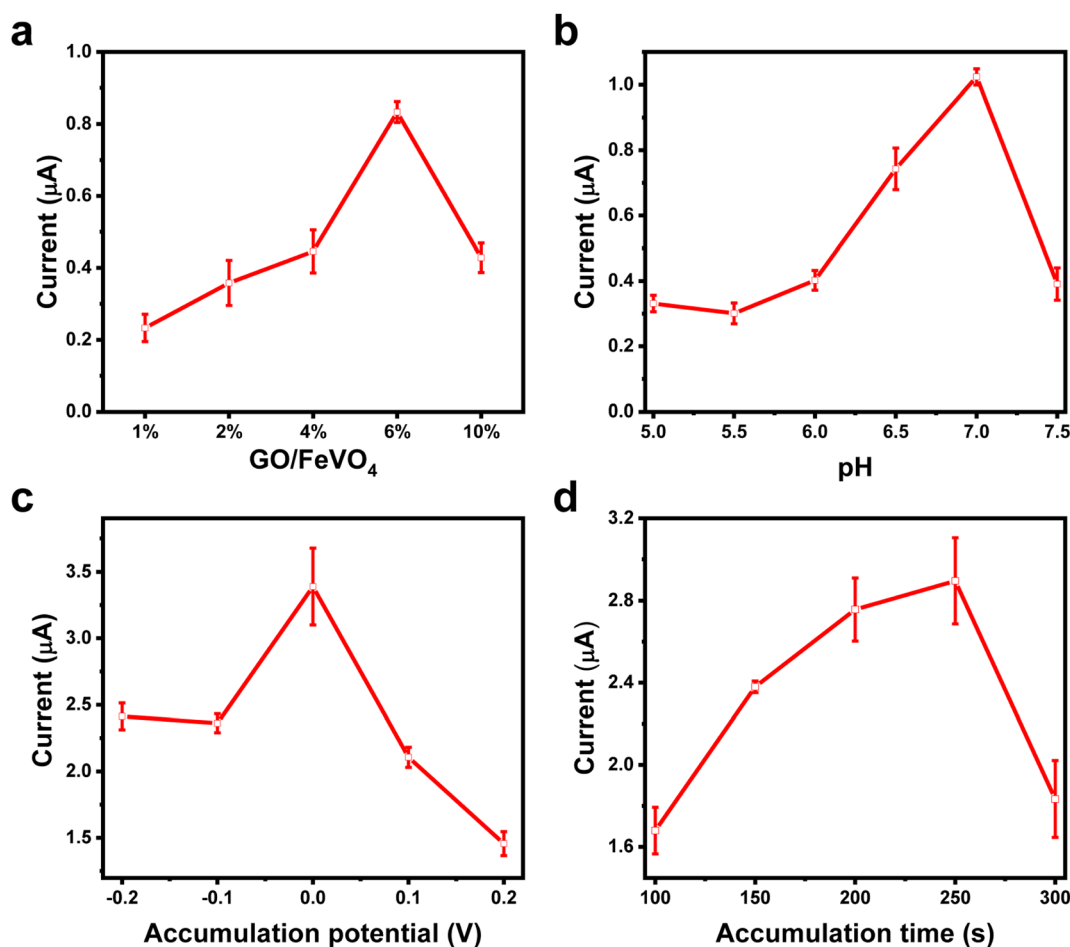 a
1.0
0.8
0.6
0.4
0.2
0.0
Current (μA)
1% 2% 4% 6% 10%
GO/FeVO₄
b
1.0
0.8
0.6
0.4
0.2
0.0
Current (μA)
5.0 5.5 6.0 6.5 7.0 7.5
pH
c
3.5
3.0
2.5
2.0
1.5
Current (μA)
-0.2 -0.1 0.0 0.1 0.2
Accumulation potential (V)
d
3.2
2.8
2.4
2.0
1.6
Current (μA)
100 150 200 250 300
Accumulation time (s)